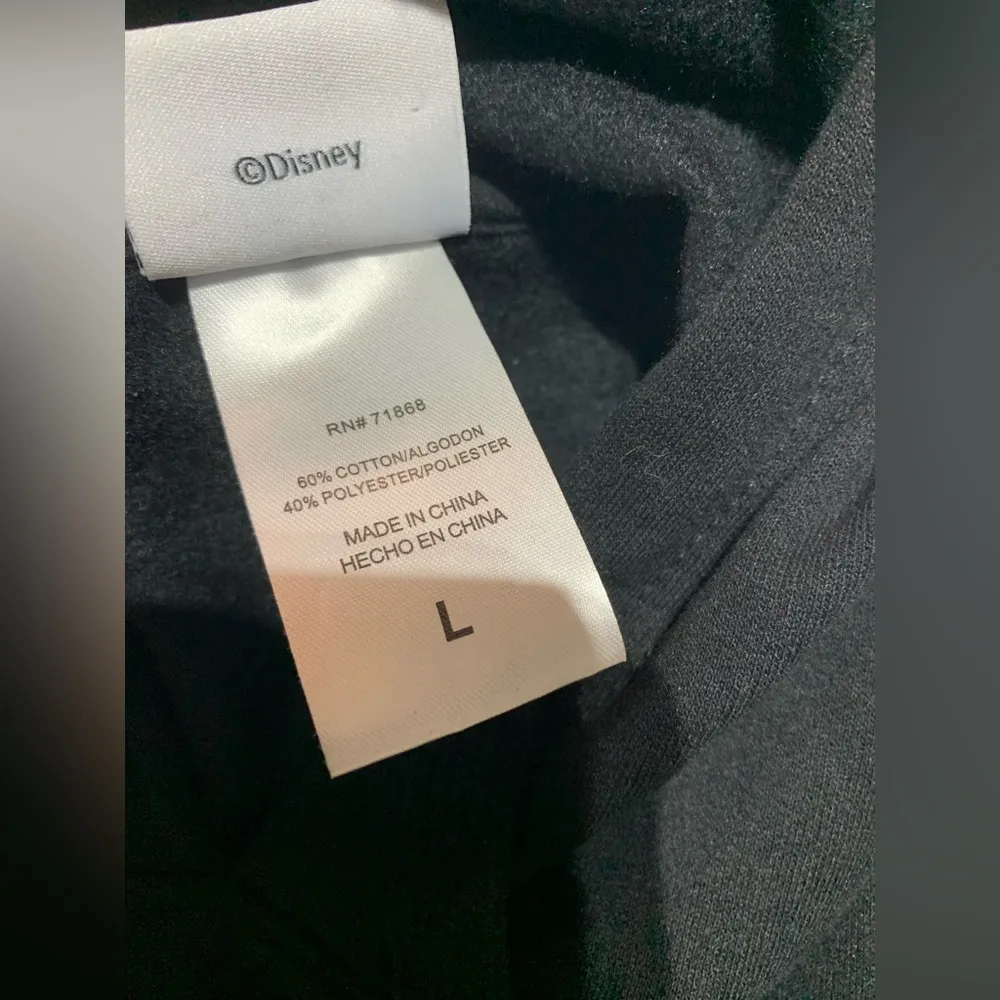 ©Disney
RN# 71868
60% COTTON/ALGODON
40% POLYESTER/POLIESTER
MADE IN CHINA
HECHO EN CHINA
L